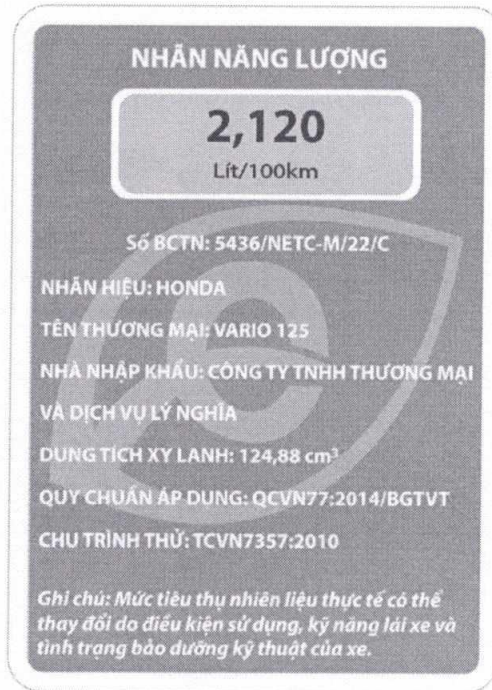 NHÃN NĂNG LƯỢNG
2,120
Lít/100km
Số BCTN: 5436/NETC-M/22/C
NHÃN HIỆU: HONDA
TÊN THƯƠNG MẠI: VARIO 125
NHÀ NHẬP KHẨU: CÔNG TY TNHH THƯƠNG MẠI
VÀ DỊCH VỤ LÝ NGHĨA
DUNG TÍCH XY LANH: 124,88 cm³
QUY CHUẨN ÁP DỤNG: QCVN77:2014/BGTVT
CHU TRÌNH THỬ: TCVN7357:2010
Ghi chú: Mức tiêu thụ nhiên liệu thực tế có thể
thay đổi do điều kiện sử dụng, kỹ năng lái xe và
tình trạng bảo dưỡng kỹ thuật của xe.